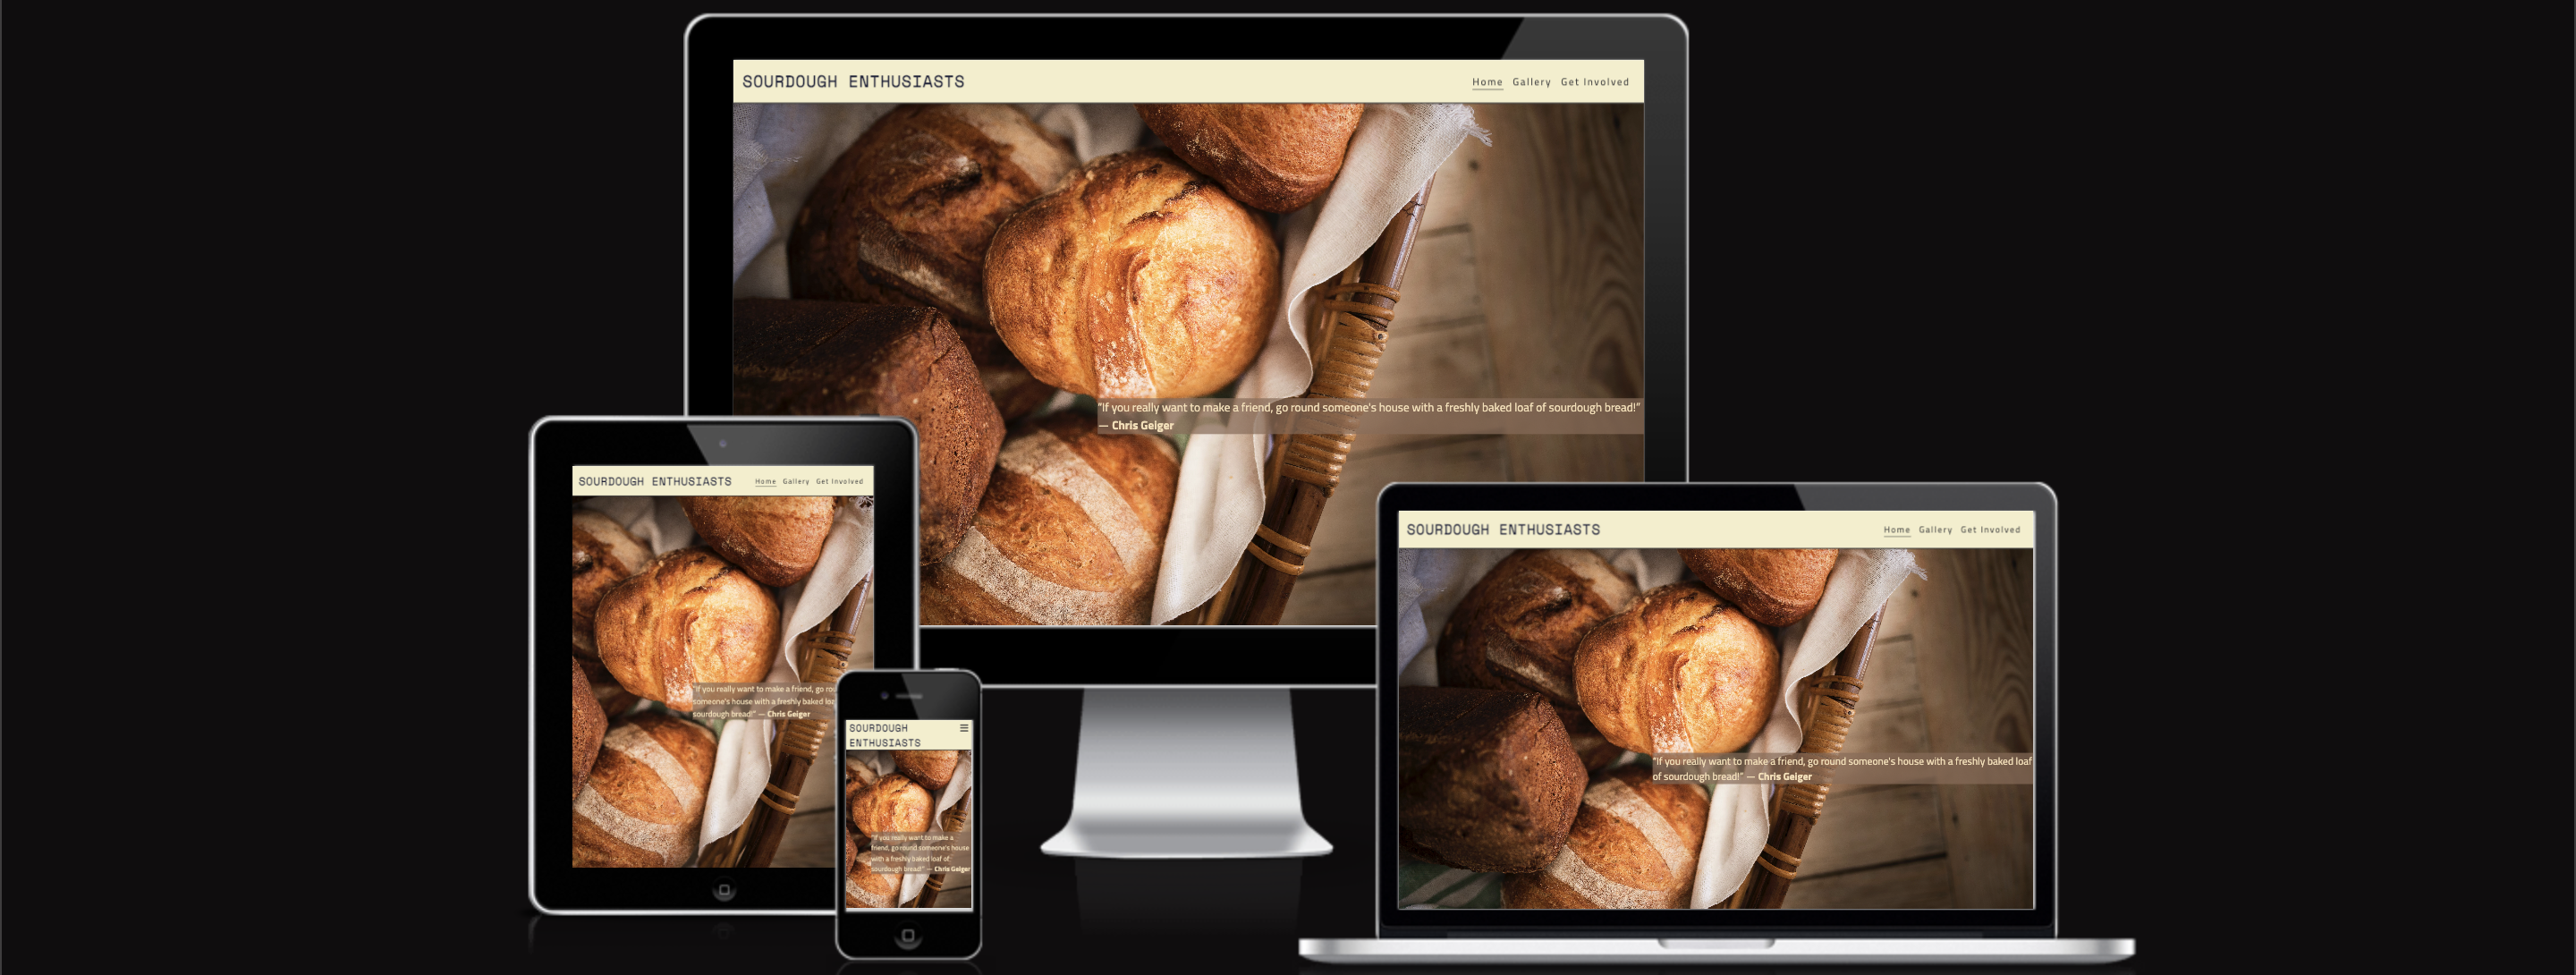 SOURDOUGH ENTHUSIASTS
Home Gallery Get Involved
"If you really want to make a friend, go round someone's house with a freshly baked loaf of sourdough bread!"
— Chris Geiger
SOURDOUGH ENTHUSIASTS
Home Gallery Get Involved
"If you really want to make a friend, go
someone's house with a freshly baked
sourdough bread!" — Chris Geiger
SOURDOUGH
ENTHUSIASTS
"If you really want to make a
friend, go round someone's house
with a freshly baked loaf of
sourdough bread!" — Chris Geiger
SOURDOUGH ENTHUSIASTS
Home Gallery Get Involved
"If you really want to make a friend, go round someone's house with a freshly baked loaf
of sourdough bread!" — Chris Geiger